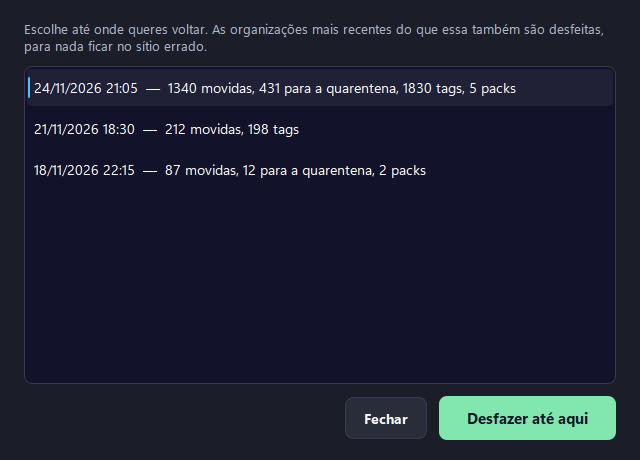 Escolhe até onde queres voltar. As organizações mais recentes do que essa também são desfeitas,
para nada ficar no sítio errado.
24/11/2026 21:05 — 1340 movidas, 431 para a quarentena, 1830 tags, 5 packs
21/11/2026 18:30 — 212 movidas, 198 tags
18/11/2026 22:15 — 87 movidas, 12 para a quarentena, 2 packs
Fechar
Desfazer até aqui